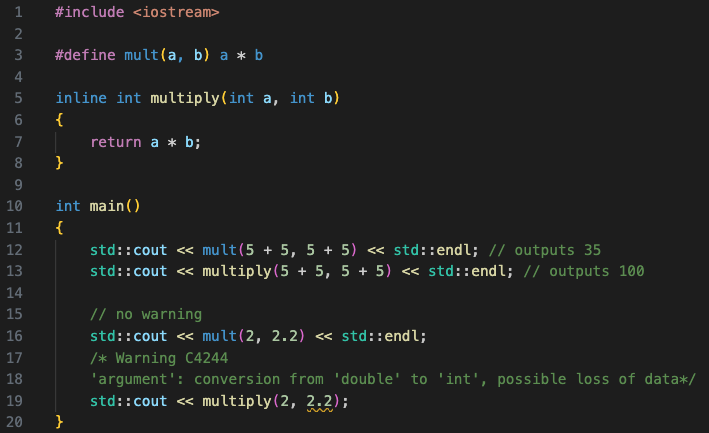 1 #include <iostream>
2
3 #define mult(a, b) a * b
4
5 inline int multiply(int a, int b)
6 {
7     return a * b;
8 }
9
10 int main()
11 {
12     std::cout << mult(5 + 5, 5 + 5) << std::endl; // outputs 35
13     std::cout << multiply(5 + 5, 5 + 5) << std::endl; // outputs 100
14
15     // no warning
16     std::cout << mult(2, 2.2) << std::endl;
17     /* Warning C4244
18     'argument': conversion from 'double' to 'int', possible loss of data*/
19     std::cout << multiply(2, 2.2);
20 }